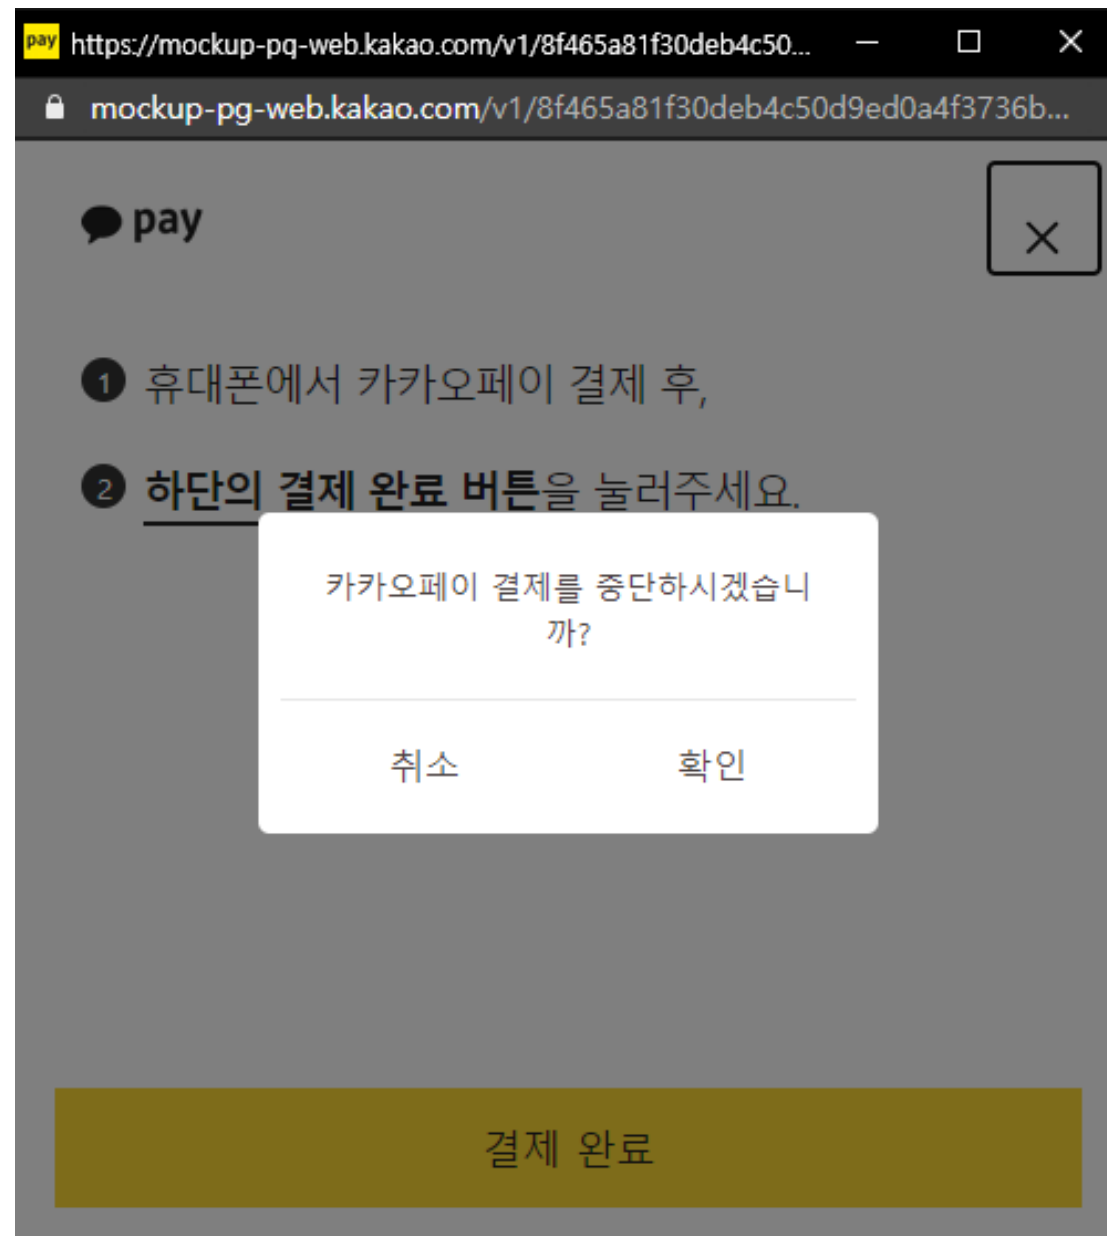 pay https://mockup-pg-web.kakao.com/v1/8f465a81f30deb4c50...
mockup-pg-web.kakao.com/v1/8f465a81f30deb4c50d9ed0a4f3736b...
pay
1 휴대폰에서 카카오페이 결제 후,
2 하단의 결제 완료 버튼을 눌러주세요.
카카오페이 결제를 중단하시겠습니
까?
취소 확인
결제 완료